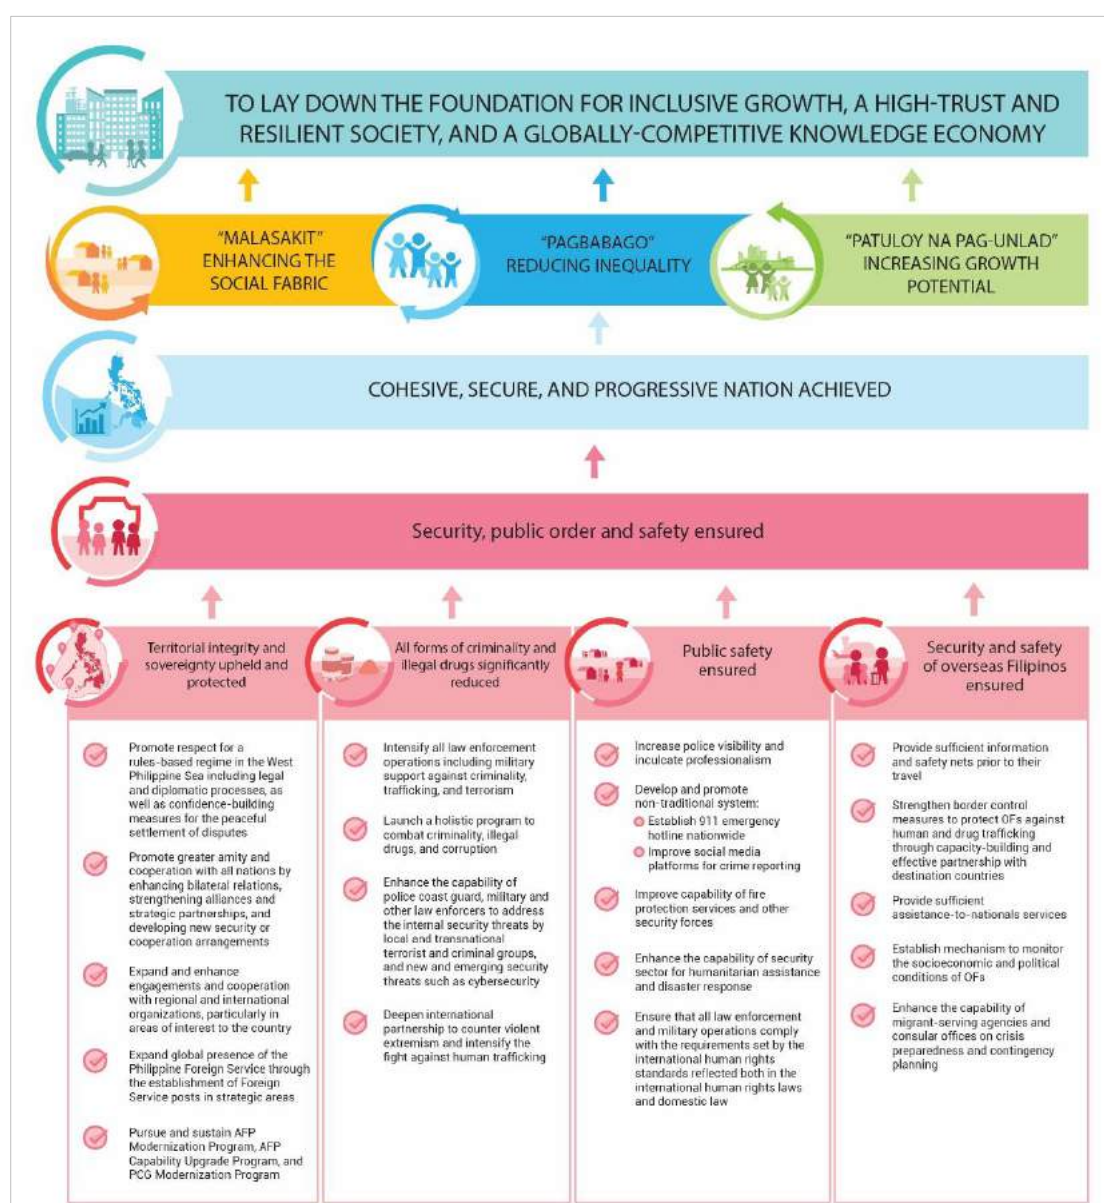 TO LAY DOWN THE FOUNDATION FOR INCLUSIVE GROWTH, A HIGH-TRUST AND
RESILIENT SOCIETY, AND A GLOBALLY-COMPETITIVE KNOWLEDGE ECONOMY
“MALASAKIT”
ENHANCING THE
SOCIAL FABRIC
“PAGBABAGO”
REDUCING INEQUALITY
“PATULOY NA PAG-UNLAD”
INCREASING GROWTH
POTENTIAL
COHESIVE, SECURE, AND PROGRESSIVE NATION ACHIEVED
Security, public order and safety ensured
Territorial integrity and
sovereignty upheld and
protected
Promote respect for a
rules-based regime in the West
Philippine Sea including legal
and diplomatic processes, as
well as confidence-building
measures for the peaceful
settlement of disputes
Promote greater amity and
cooperation with all nations by
enhancing bilateral relations,
strengthening alliances and
strategic partnerships, and
developing new security or
cooperation arrangements
Expand and enhance
engagements and cooperation
with regional and international
organizations, particularly in
areas of interest to the country
Expand global presence of the
Philippine Foreign Service through
the establishment of Foreign
Service posts in strategic areas
Pursue and sustain AFP
Modernization Program, AFP
Capability Upgrade Program, and
PCG Modernization Program
All forms of criminality and
illegal drugs significantly
reduced
Intensify all law enforcement
operations including military
support against criminality,
trafficking, and terrorism
Launch a holistic program to
combat criminality, illegal
drugs, and corruption
Enhance the capability of
police coast guard, military and
other law enforcers to address
the internal security threats by
local and transnational
terrorist and criminal groups,
and new and emerging security
threats such as cybersecurity
Deepen international
partnership to counter violent
extremism and intensify the
fight against human trafficking
Public safety
ensured
Increase police visibility and
inculcate professionalism
Develop and promote
non-traditional system:
Establish 911 emergency
hotline nationwide
Improve social media
platforms for crime reporting
Improve capability of fire
protection services and other
security forces
Enhance the capability of security
sector for humanitarian assistance
and disaster response
Ensure that all law enforcement
and military operations comply
with the requirements set by the
international human rights
standards reflected both in the
international human rights laws
and domestic law
Security and safety
of overseas Filipinos
ensured
Provide sufficient information
and safety nets prior to their
travel
Strengthen border control
measures to protect OFs against
human and drug trafficking
through capacity-building and
effective partnership with
destination countries
Provide sufficient
assistance-to-nationals services
Establish mechanism to monitor
the socioeconomic and political
conditions of OFs
Enhance the capability of
migrant-serving agencies and
consular offices on crisis
preparedness and contingency
planning